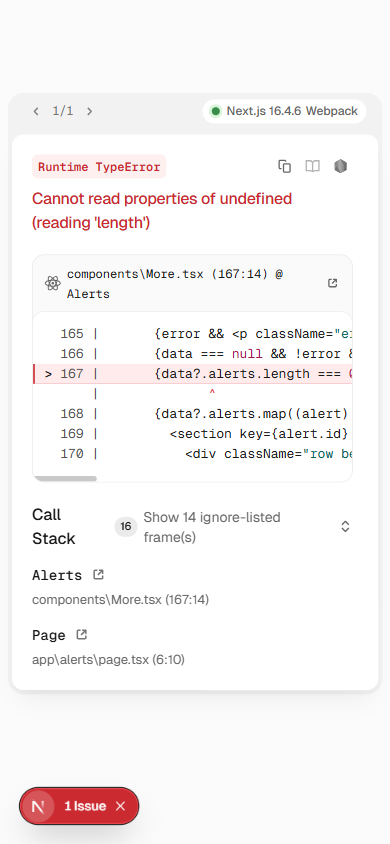 1/1
Next.js 16.4.6 Webpack
Runtime TypeError
Cannot read properties of undefined
(reading 'length')
components\More.tsx (167:14) @
Alerts
165 | {error && <p className="e
166 | {data === null && !error &
> 167 | {data?.alerts.length ===
| ^
168 | {data?.alerts.map((alert)
169 | <section key={alert.id}
170 | <div className="row be
Call
Stack
16
Show 14 ignore-listed
frame(s)
Alerts
components\More.tsx (167:14)
Page
app\alerts\page.tsx (6:10)
N
1 Issue